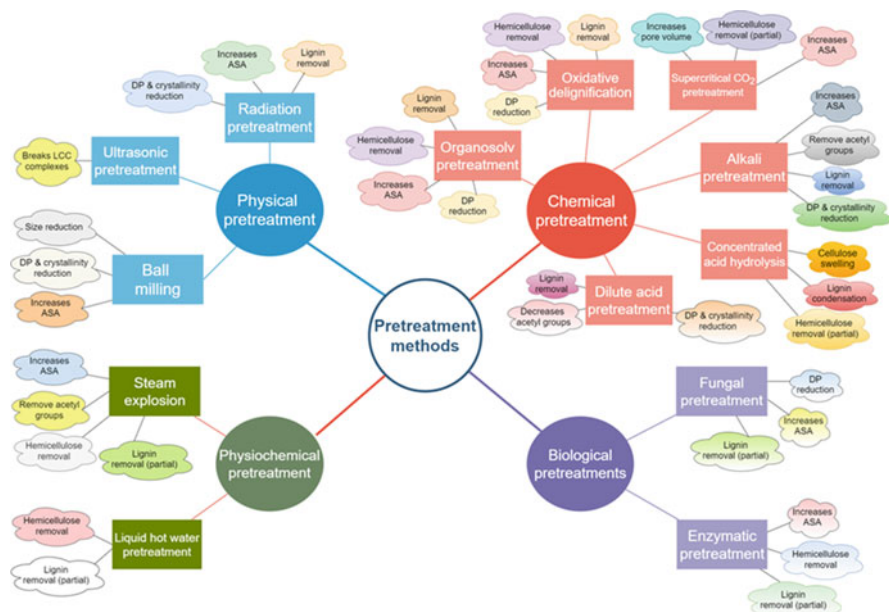 Increases
ASA
Lignin
removal
DP & crystallinity
reduction
Radiation
pretreatment
Breaks LCC
complexes
Ultrasonic
pretreatment
Physical
pretreatment
Size reduction
DP & crystallinity
reduction
Increases
ASA
Ball
milling
Hemicellulose
removal
Lignin
removal
Increases
ASA
DP
reduction
Oxidative
delignification
Increases
pore volume
Hemicellulose
removal (partial)
Increases
ASA
Supercritical CO₂
pretreatment
Lignin
removal
Hemicellulose
removal
Increases
ASA
DP
reduction
Organosolv
pretreatment
Chemical
pretreatment
Increases
ASA
Remove acetyl
groups
Lignin
removal
DP & crystallinity
reduction
Alkali
pretreatment
Concentrated
acid hydrolysis
Cellulose
swelling
Lignin
condensation
Hemicellulose
removal (partial)
Lignin
removal
Decreases
acetyl groups
Dilute acid
pretreatment
DP & crystallinity
reduction
Pretreatment
methods
Increases
ASA
Remove acetyl
groups
Hemicellulose
removal
Lignin
removal (partial)
Steam
explosion
Physiochemical
pretreatment
Hemicellulose
removal
Lignin
removal (partial)
Liquid hot water
pretreatment
Biological
pretreatments
Fungal
pretreatment
DP
reduction
Increases
ASA
Lignin
removal (partial)
Enzymatic
pretreatment
Increases
ASA
Hemicellulose
removal
Lignin
removal (partial)